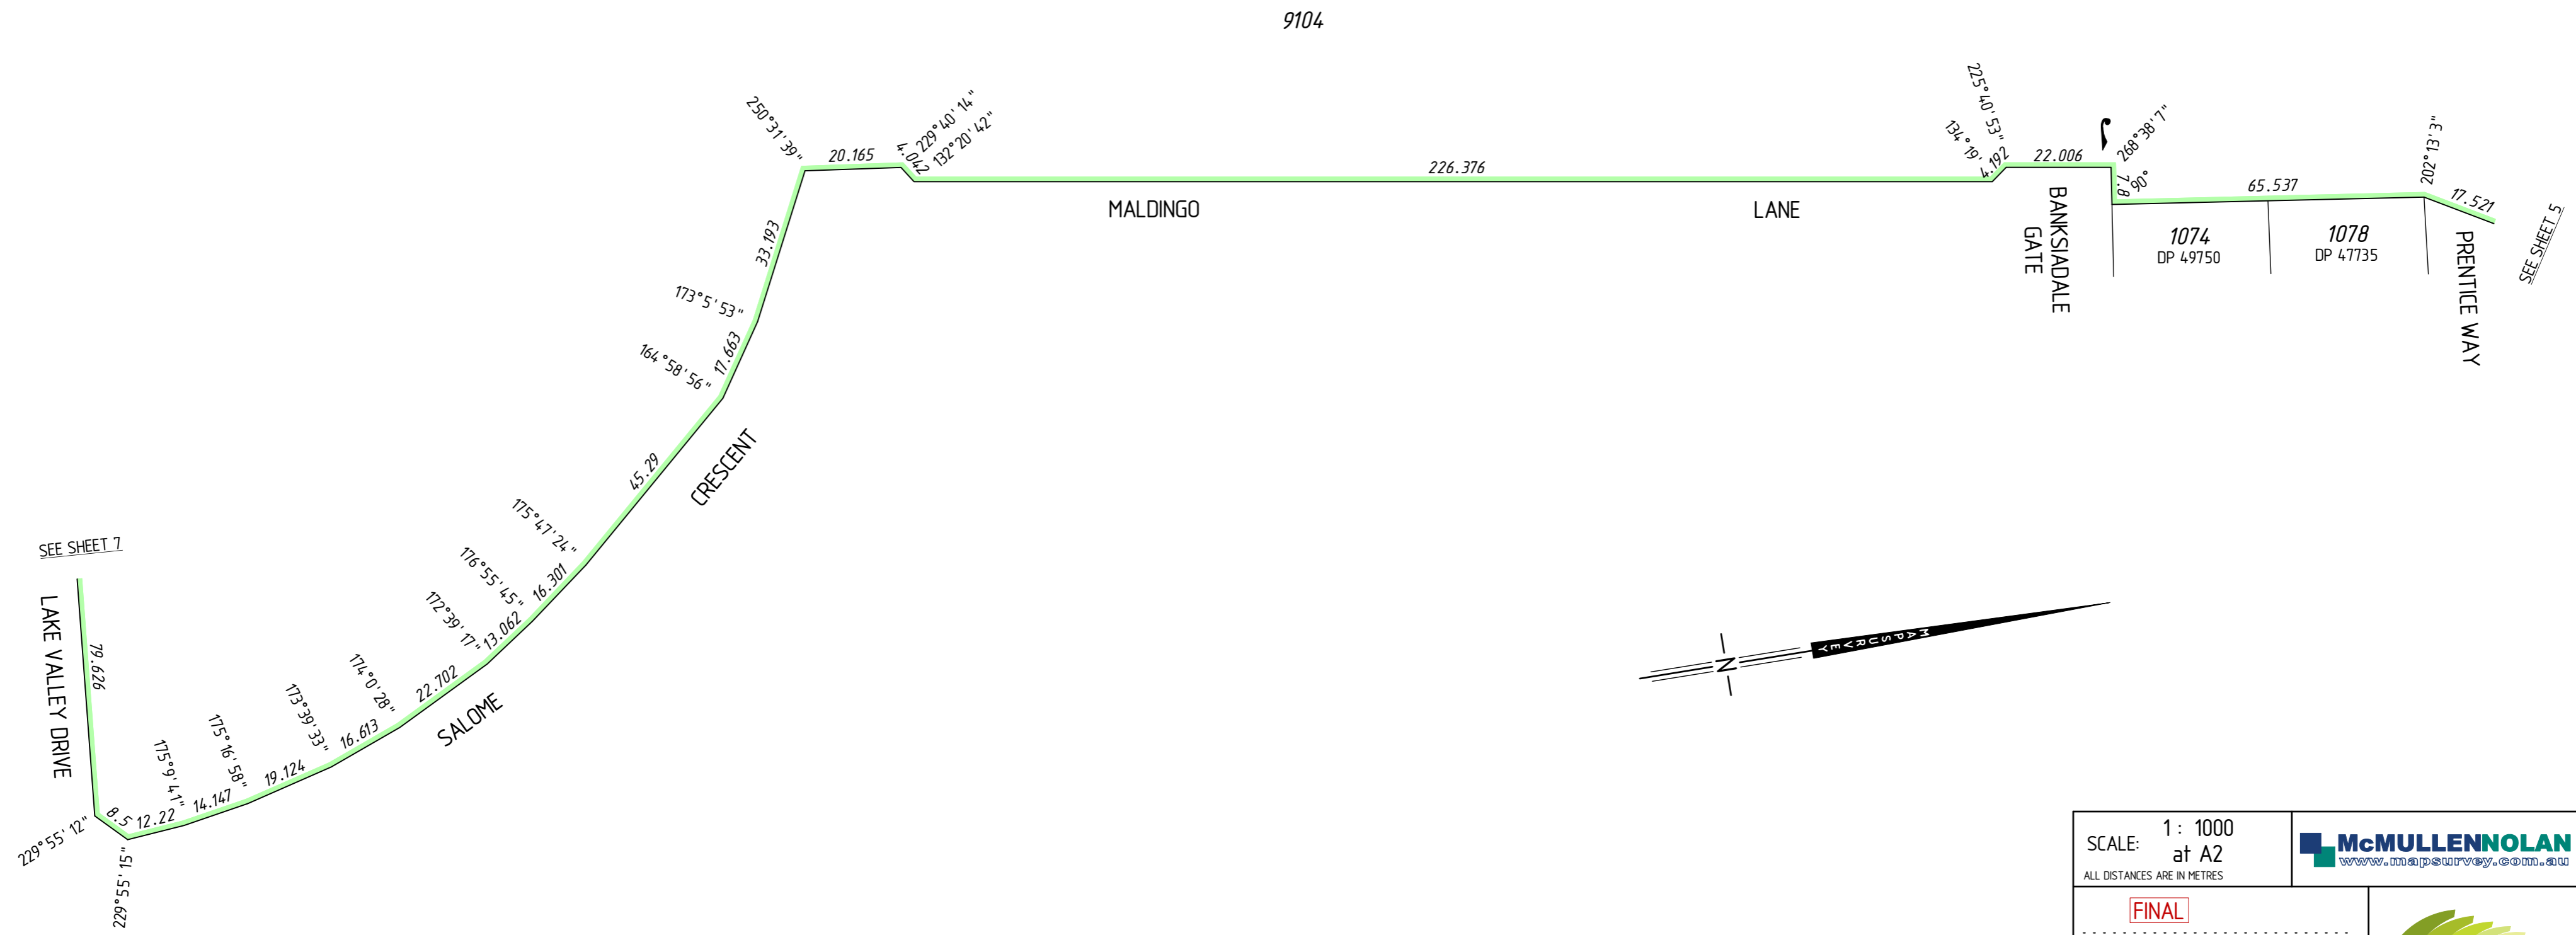 9104
250°31'39"
20.165
4.042
229°40'14"
132°20'42"
226.376
225°40'53"
134°19'
4.192
22.006
268°38'7"
7.8
90°
65.537
202°13'3"
17.521
SEE SHEET 5
MALDINGO
LANE
BANKSIADALE
GATE
1074
DP 49750
1078
DP 47735
PRENTICE WAY
33.193
173°5'53"
17.663
164°58'56"
45.29
CRESCENT
175°47'24"
16.301
176°55'45"
13.062
172°39'17"
22.702
174°0'28"
SALOME
16.613
173°39'33"
19.124
175°16'58"
14.147
175°9'41"
12.22
8.5
229°55'12"
229°55'15"
SEE SHEET 7
LAKE VALLEY DRIVE
79.626
N
MAPSURVEY
SCALE: 1 : 1000
at A2
ALL DISTANCES ARE IN METRES
McMULLENNOLAN
www.mapsurvey.com.au
FINAL